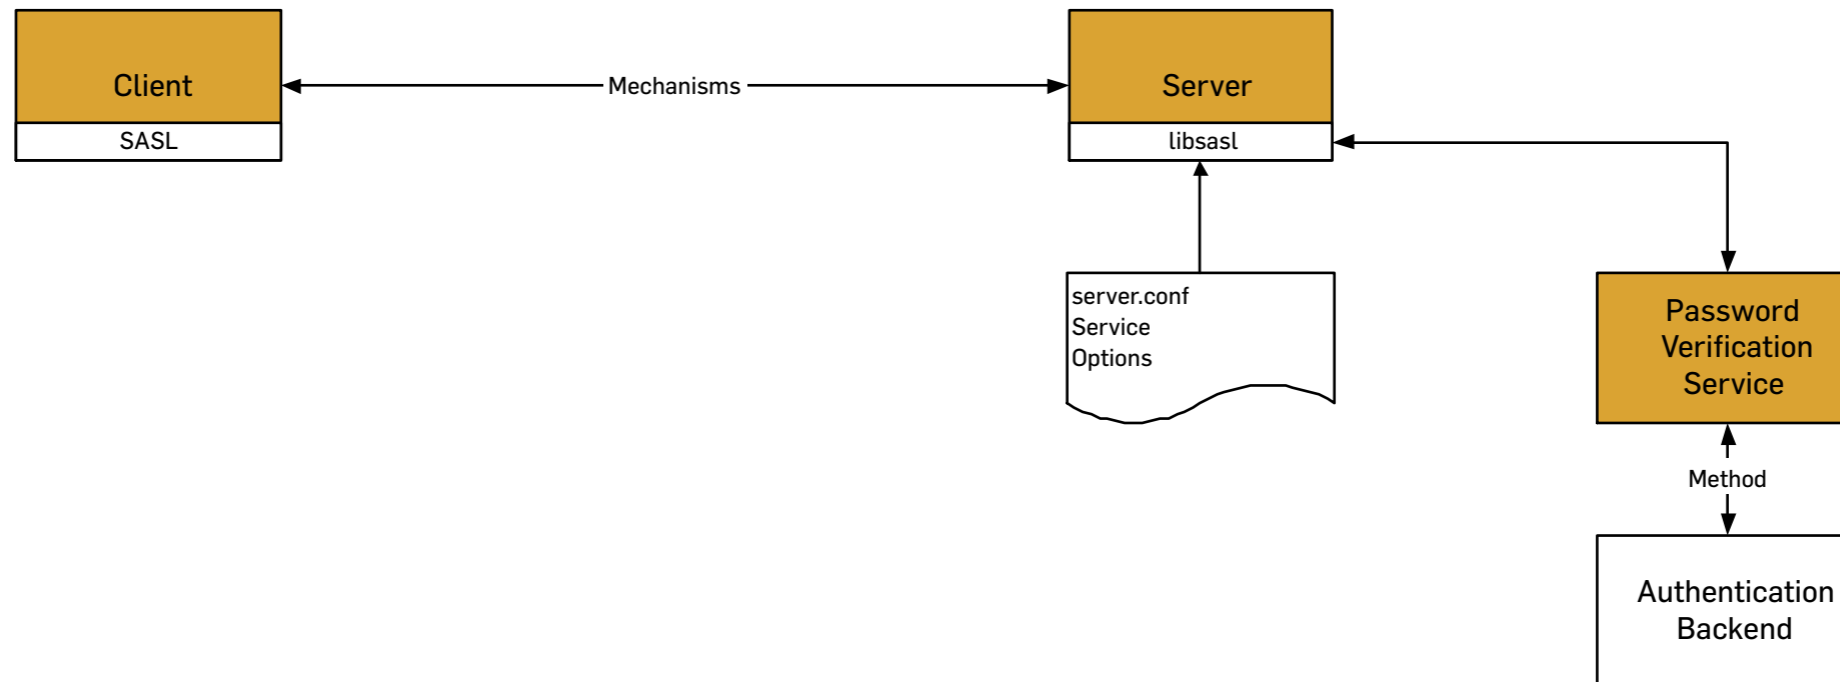 Client
SASL
Mechanisms
Server
libsasl
server.conf
Service
Options
Password
Verification
Service
Method
Authentication
Backend